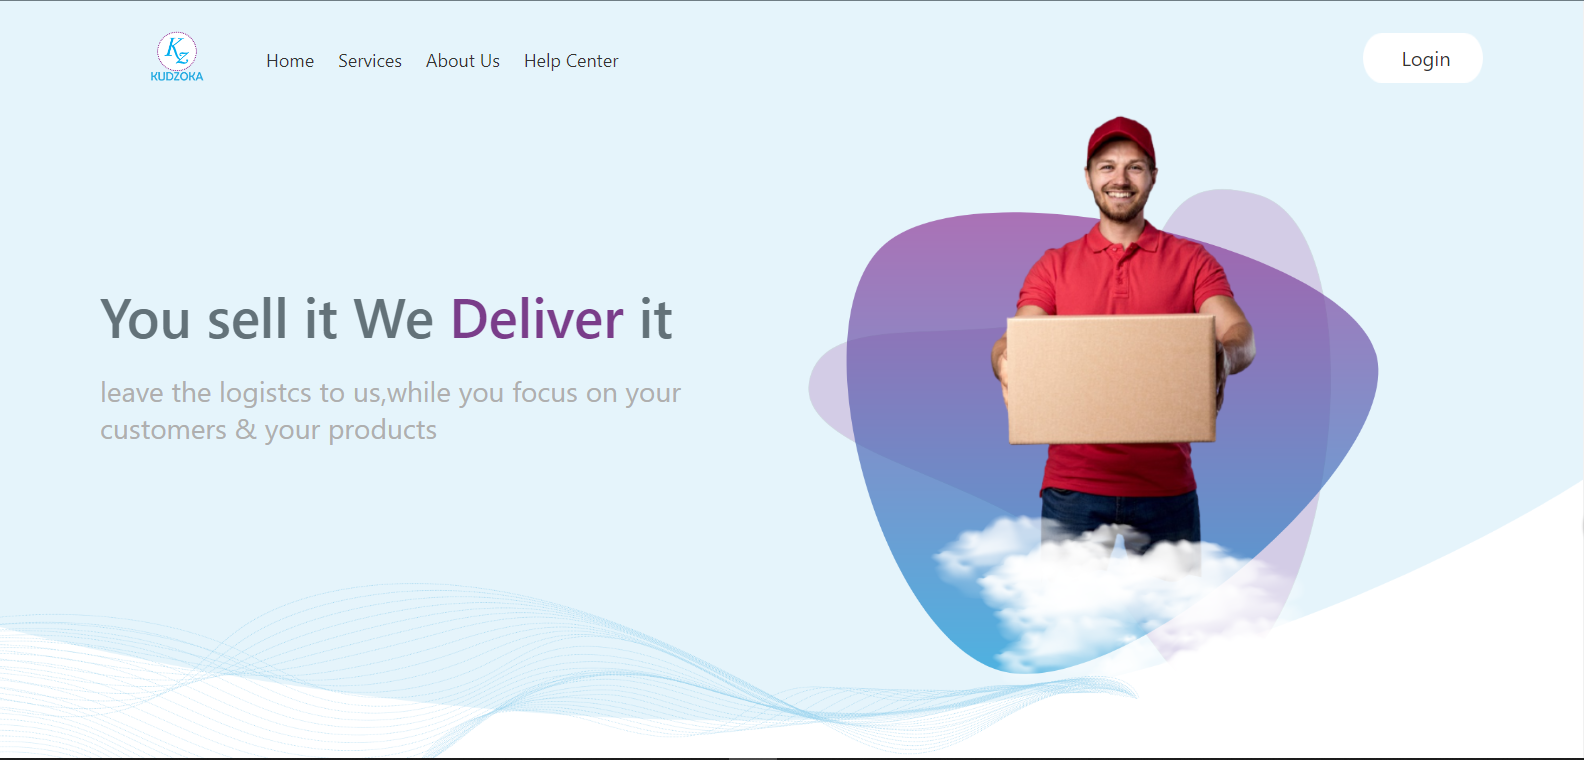 Kz
KUDZOKA
Home Services About Us Help Center
Login
You sell it We Deliver it
leave the logistcs to us,while you focus on your
customers & your products